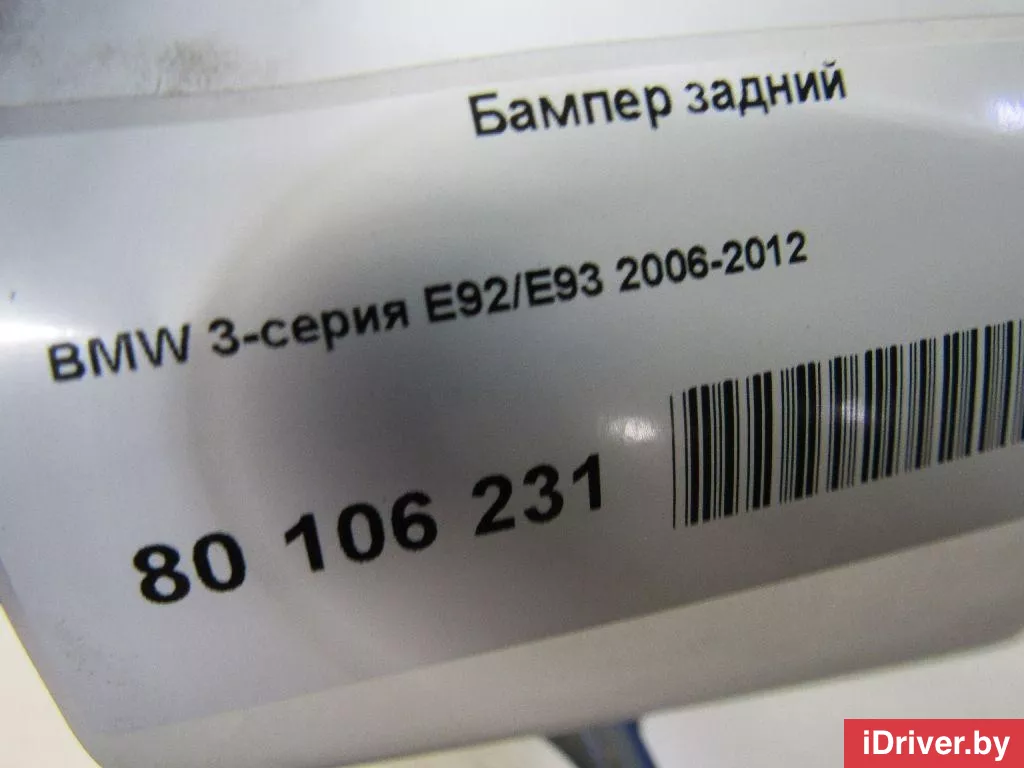 Бампер задний
BMW 3-серия E92/E93 2006-2012
80 106 231
iDriver.by